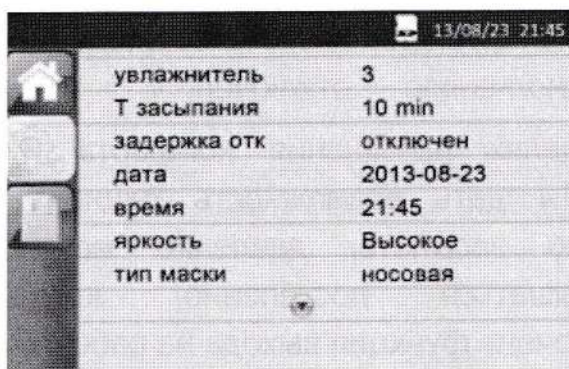 13/08/23 21:45
увлажнитель 3
Т засыпания 10 min
задержка отк отключен
дата 2013-08-23
время 21:45
яркость Высокое
тип маски носовая